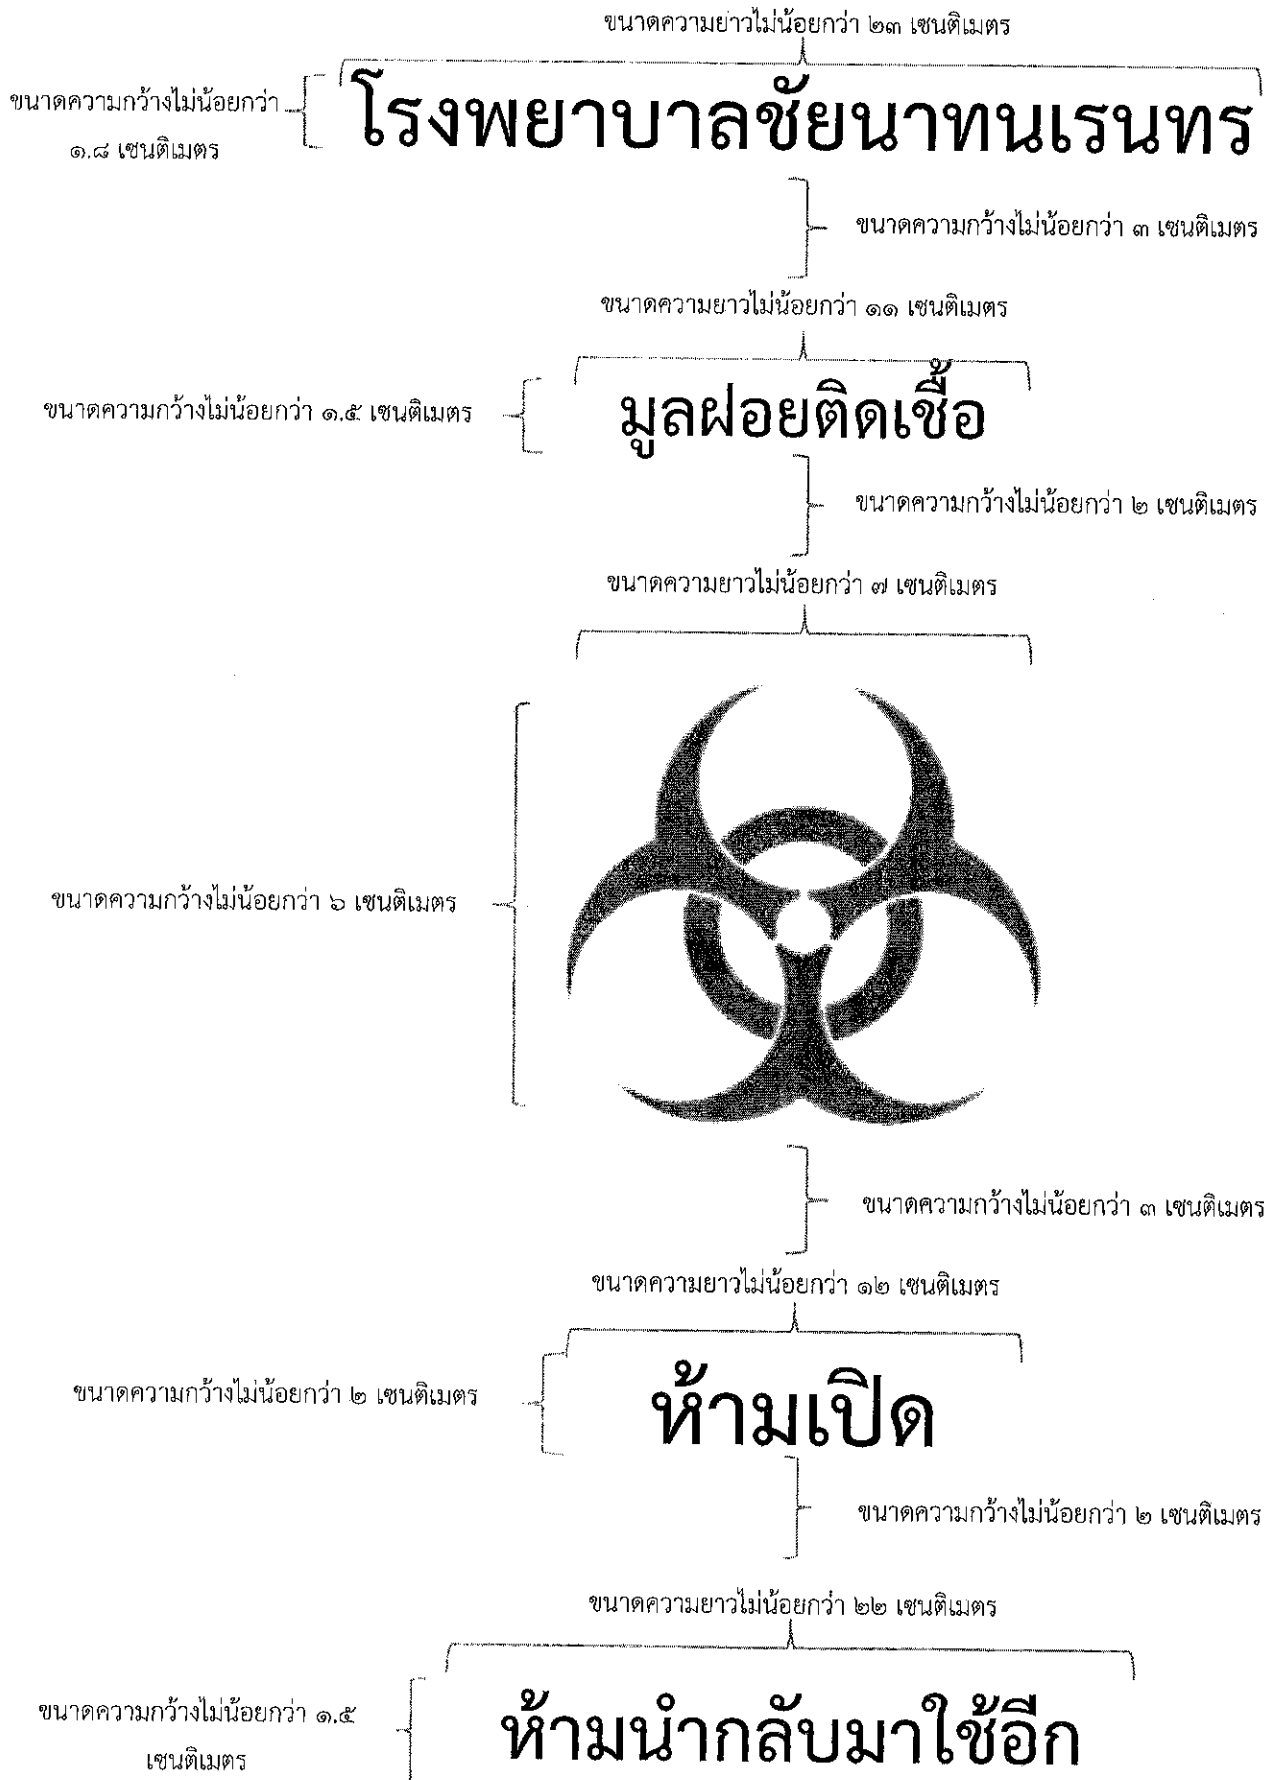 ขนาดความยาวไม่น้อยกว่า ๒๓ เซนติเมตร
ขนาดความกว้างไม่น้อยกว่า
๑.๘ เซนติเมตร
โรงพยาบาลชัยนาทนเรนทร
ขนาดความกว้างไม่น้อยกว่า ๓ เซนติเมตร
ขนาดความยาวไม่น้อยกว่า ๑๑ เซนติเมตร
ขนาดความกว้างไม่น้อยกว่า ๑.๕ เซนติเมตร
มูลฝอยติดเชื้อ
ขนาดความกว้างไม่น้อยกว่า ๒ เซนติเมตร
ขนาดความยาวไม่น้อยกว่า ๗ เซนติเมตร
ขนาดความกว้างไม่น้อยกว่า ๖ เซนติเมตร
ขนาดความกว้างไม่น้อยกว่า ๓ เซนติเมตร
ขนาดความยาวไม่น้อยกว่า ๑๒ เซนติเมตร
ขนาดความกว้างไม่น้อยกว่า ๒ เซนติเมตร
ห้ามเปิด
ขนาดความกว้างไม่น้อยกว่า ๒ เซนติเมตร
ขนาดความยาวไม่น้อยกว่า ๒๒ เซนติเมตร
ขนาดความกว้างไม่น้อยกว่า ๑.๕
เซนติเมตร
ห้ามนำกลับมาใช้อีก